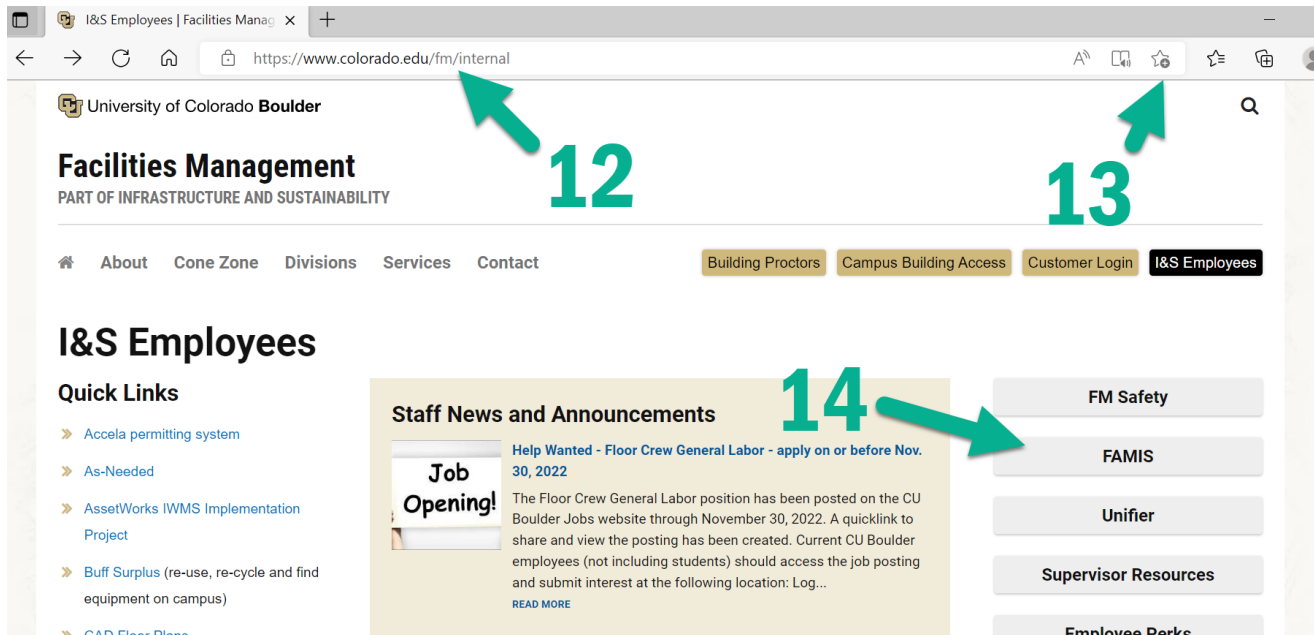 I&S Employees | Facilities Manag
https://www.colorado.edu/fm/internal
University of Colorado Boulder
Facilities Management
PART OF INFRASTRUCTURE AND SUSTAINABILITY
12
13
About Cone Zone Divisions Services Contact
Building Proctors Campus Building Access Customer Login I&S Employees
I&S Employees
Quick Links
Accela permitting system
As-Needed
AssetWorks IWMS Implementation
Project
Buff Surplus (re-use, re-cycle and find
equipment on campus)
CAD Floor Plans
Staff News and Announcements
Job
Opening!
Help Wanted - Floor Crew General Labor - apply on or before Nov.
30, 2022
The Floor Crew General Labor position has been posted on the CU
Boulder Jobs website through November 30, 2022. A quicklink to
share and view the posting has been created. Current CU Boulder
employees (not including students) should access the job posting
and submit interest at the following location: Log...
READ MORE
14
FM Safety
FAMIS
Unifier
Supervisor Resources
Employee Perks